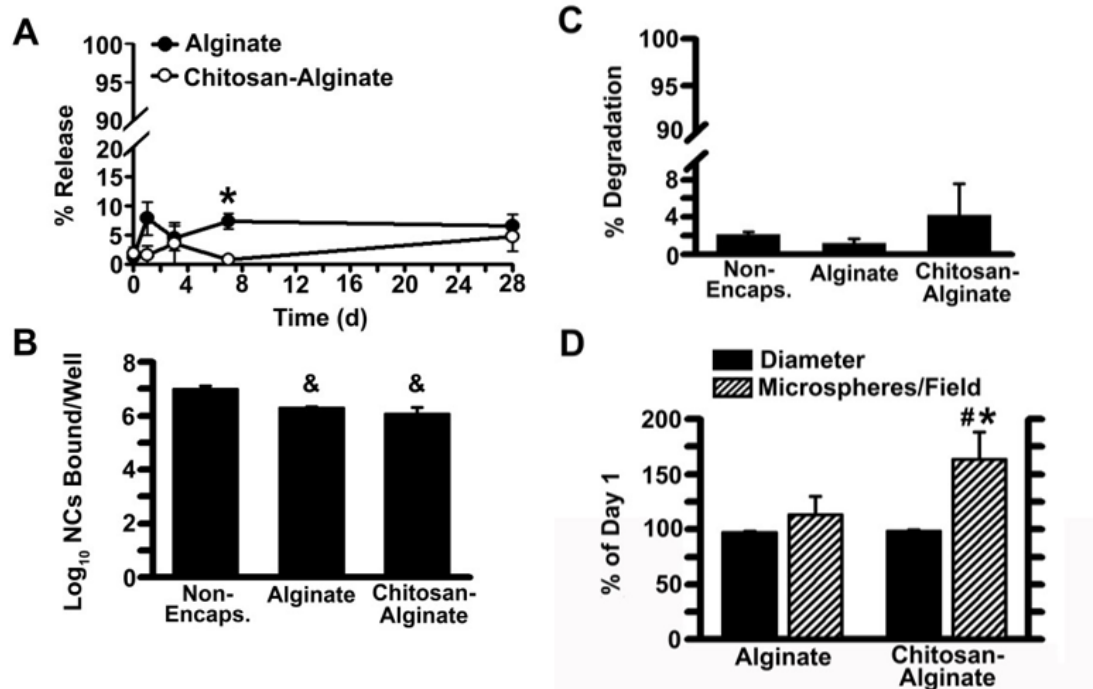 A
Alginate
Chitosan-Alginate
% Release
100
95
90
20
15
10
5
0
*
0 4 8 12 16 20 24 28
Time (d)
B
Log₁₀ NCs Bound/Well
8
6
4
2
0
& &
Non-
Encaps.
Alginate
Chitosan-
Alginate
C
% Degradation
100
95
90
8
4
0
Non-
Encaps.
Alginate
Chitosan-
Alginate
D
Diameter
Microspheres/Field
% of Day 1
200
150
100
50
0
#*
Alginate
Chitosan-
Alginate